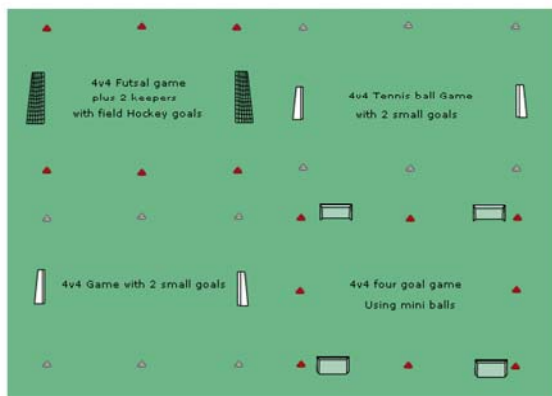 4v4 Futsal game
plus 2 keepers
with field Hockey goals
4v4 Tennis ball Game
with 2 small goals
4v4 Game with 2 small goals
4v4 four goal game
Using mini balls